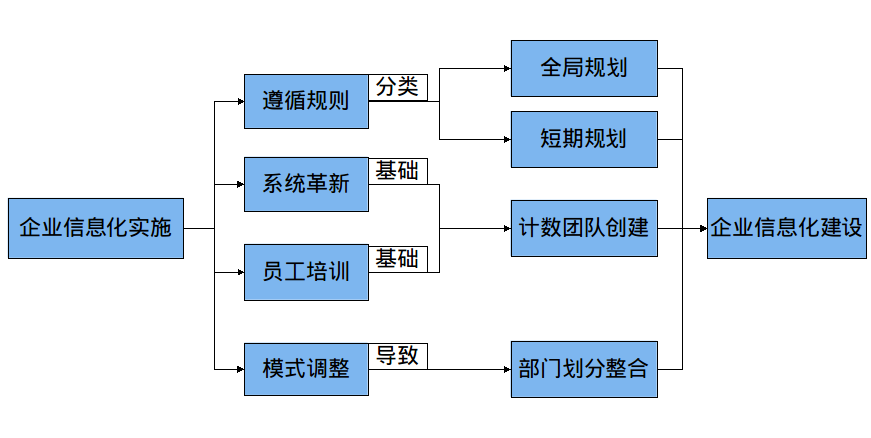 企业信息化实施
遵循规则
分类
系统革新
基础
员工培训
基础
模式调整
导致
全局规划
短期规划
计数团队创建
部门划分整合
企业信息化建设